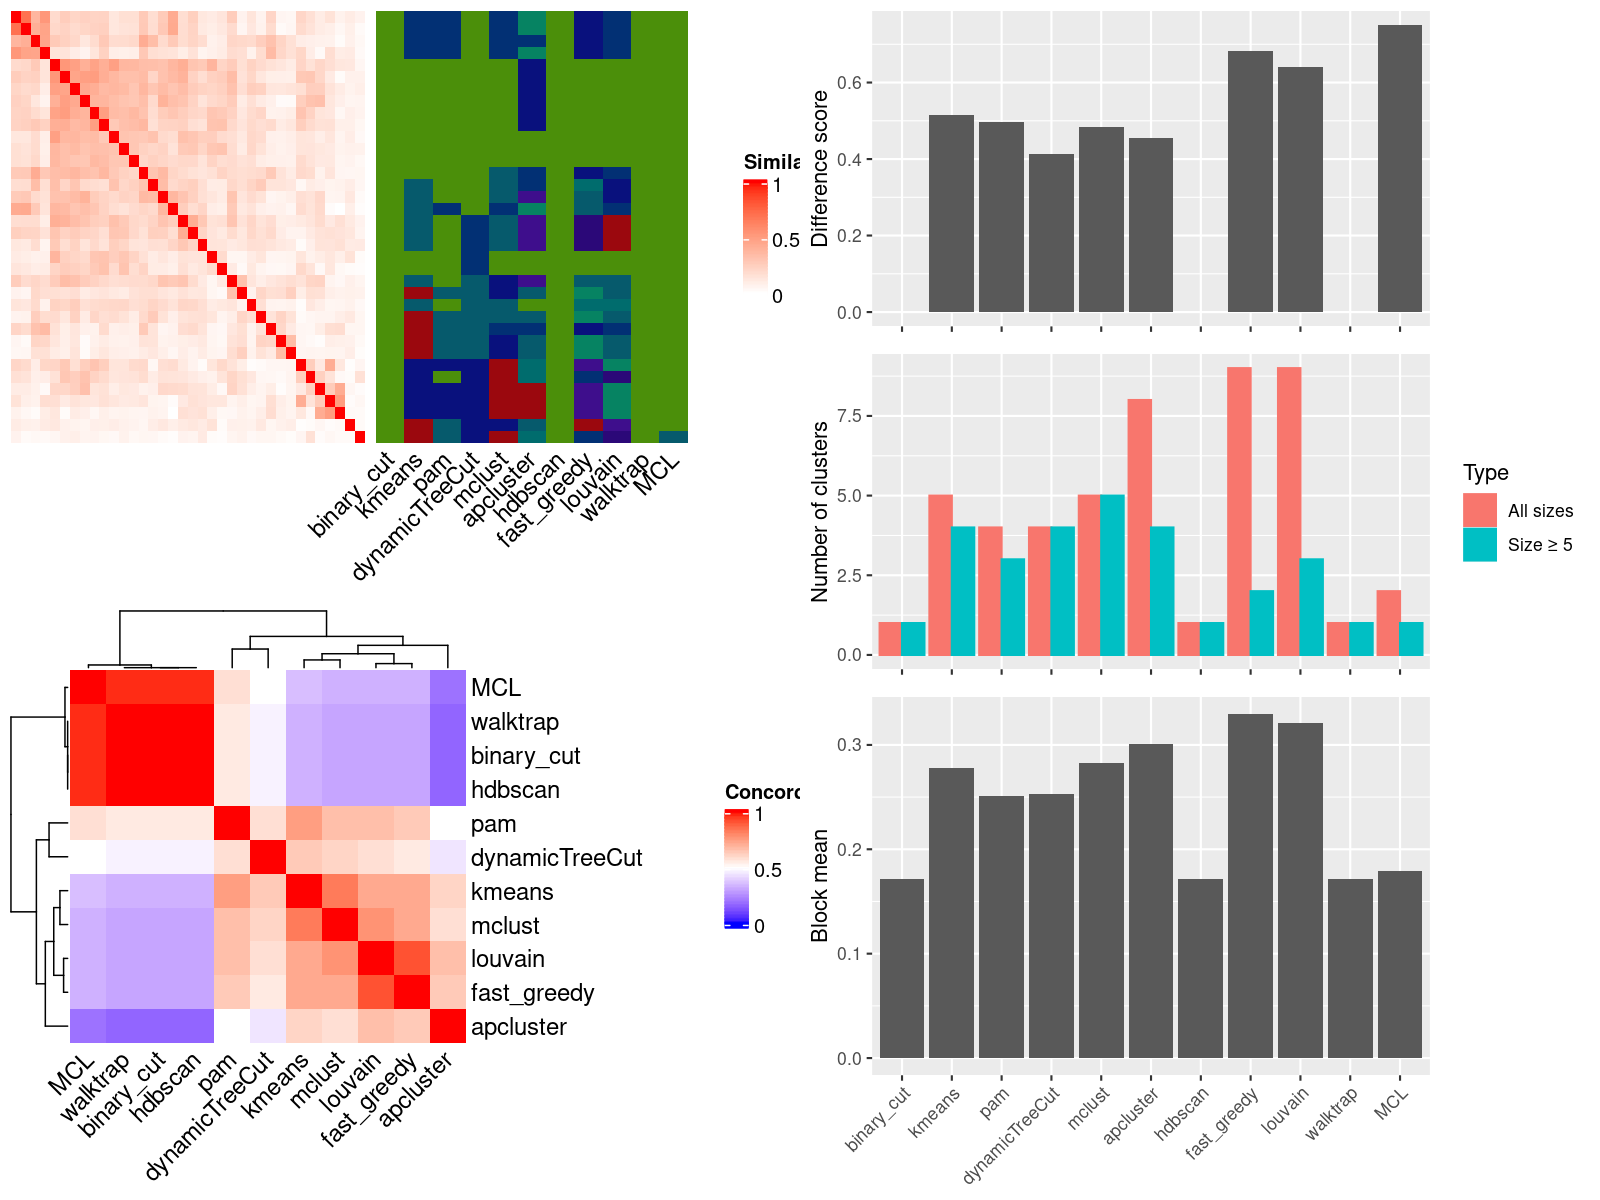 Simila
1
0.5
0
binary_cut
kmeans
pam
dynamicTreeCut
mclust
apcluster
hdbscan
fast_greedy
louvain
walktrap
MCL
MCL
walktrap
binary_cut
hdbscan
pam
dynamicTreeCut
kmeans
mclust
louvain
fast_greedy
apcluster
MCL
walktrap
binary_cut
hdbscan
pam
dynamicTreeCut
kmeans
mclust
louvain
fast_greedy
apcluster
Concord
1
0.5
0
Difference score
0.6
0.4
0.2
0.0
Number of clusters
7.5
5.0
2.5
0.0
Type
All sizes
Size ≥ 5
Block mean
0.3
0.2
0.1
0.0
binary_cut
kmeans
pam
dynamicTreeCut
mclust
apcluster
hdbscan
fast_greedy
louvain
walktrap
MCL